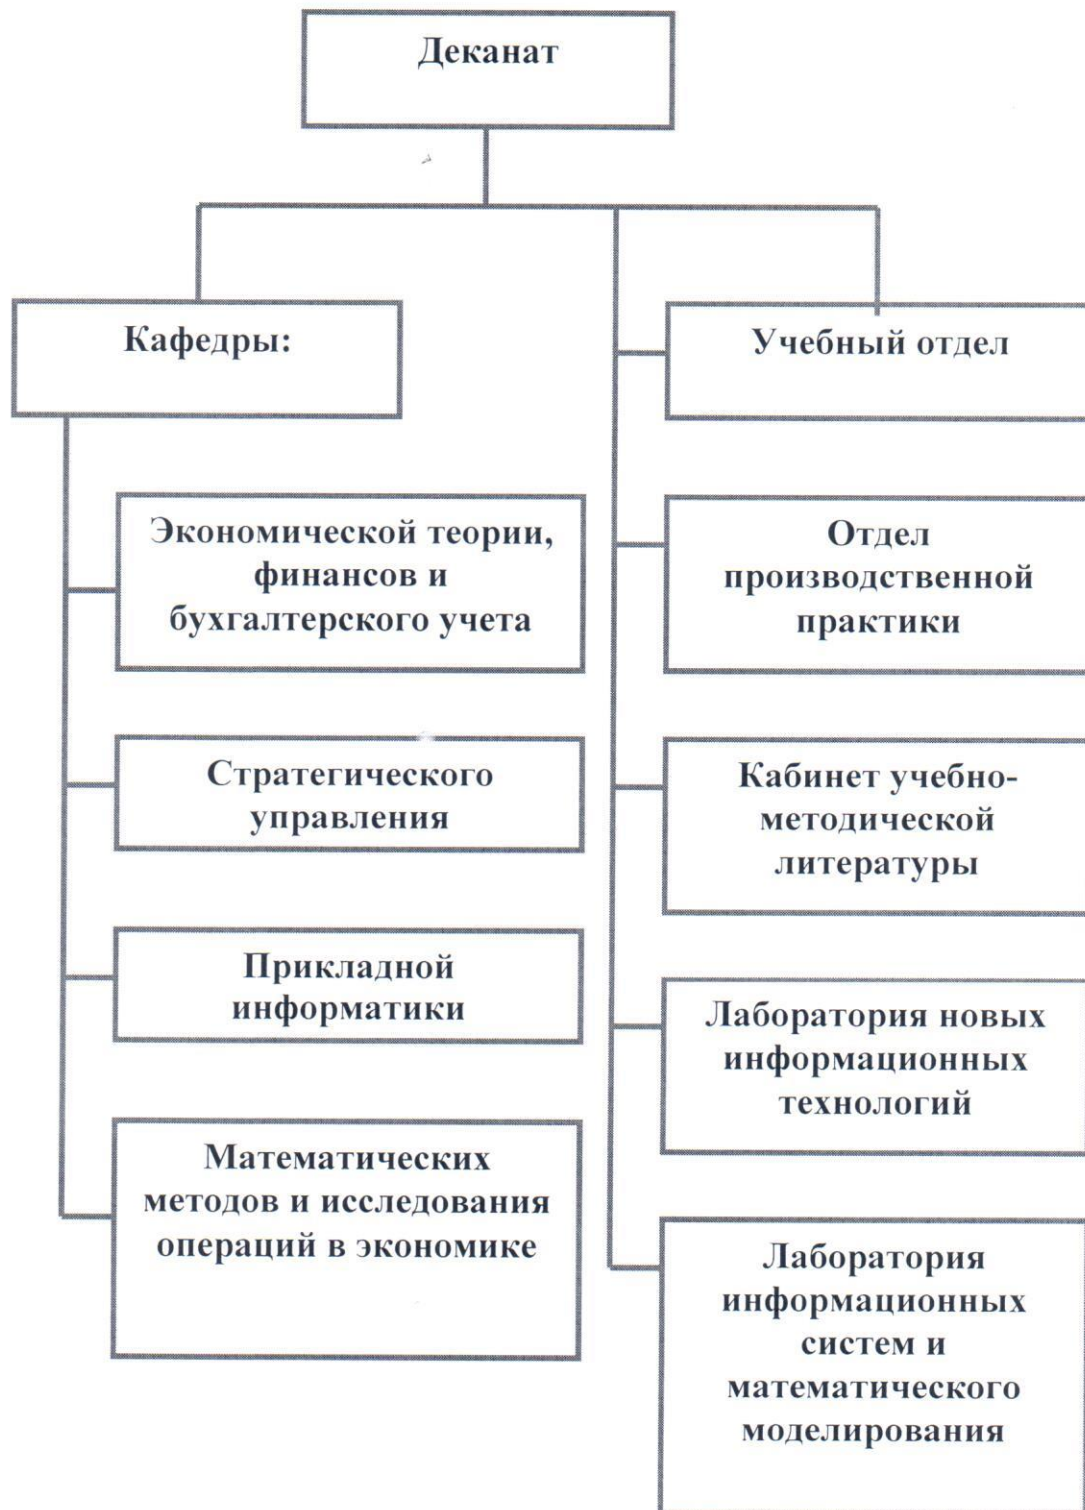 Деканат
Кафедры:
Экономической теории,
финансов и
бухгалтерского учета
Стратегического
управления
Прикладной
информатики
Математических
методов и исследования
операций в экономике
Учебный отдел
Отдел
производственной
практики
Кабинет учебно-
методической
литературы
Лаборатория новых
информационных
технологий
Лаборатория
информационных
систем и
математического
моделирования